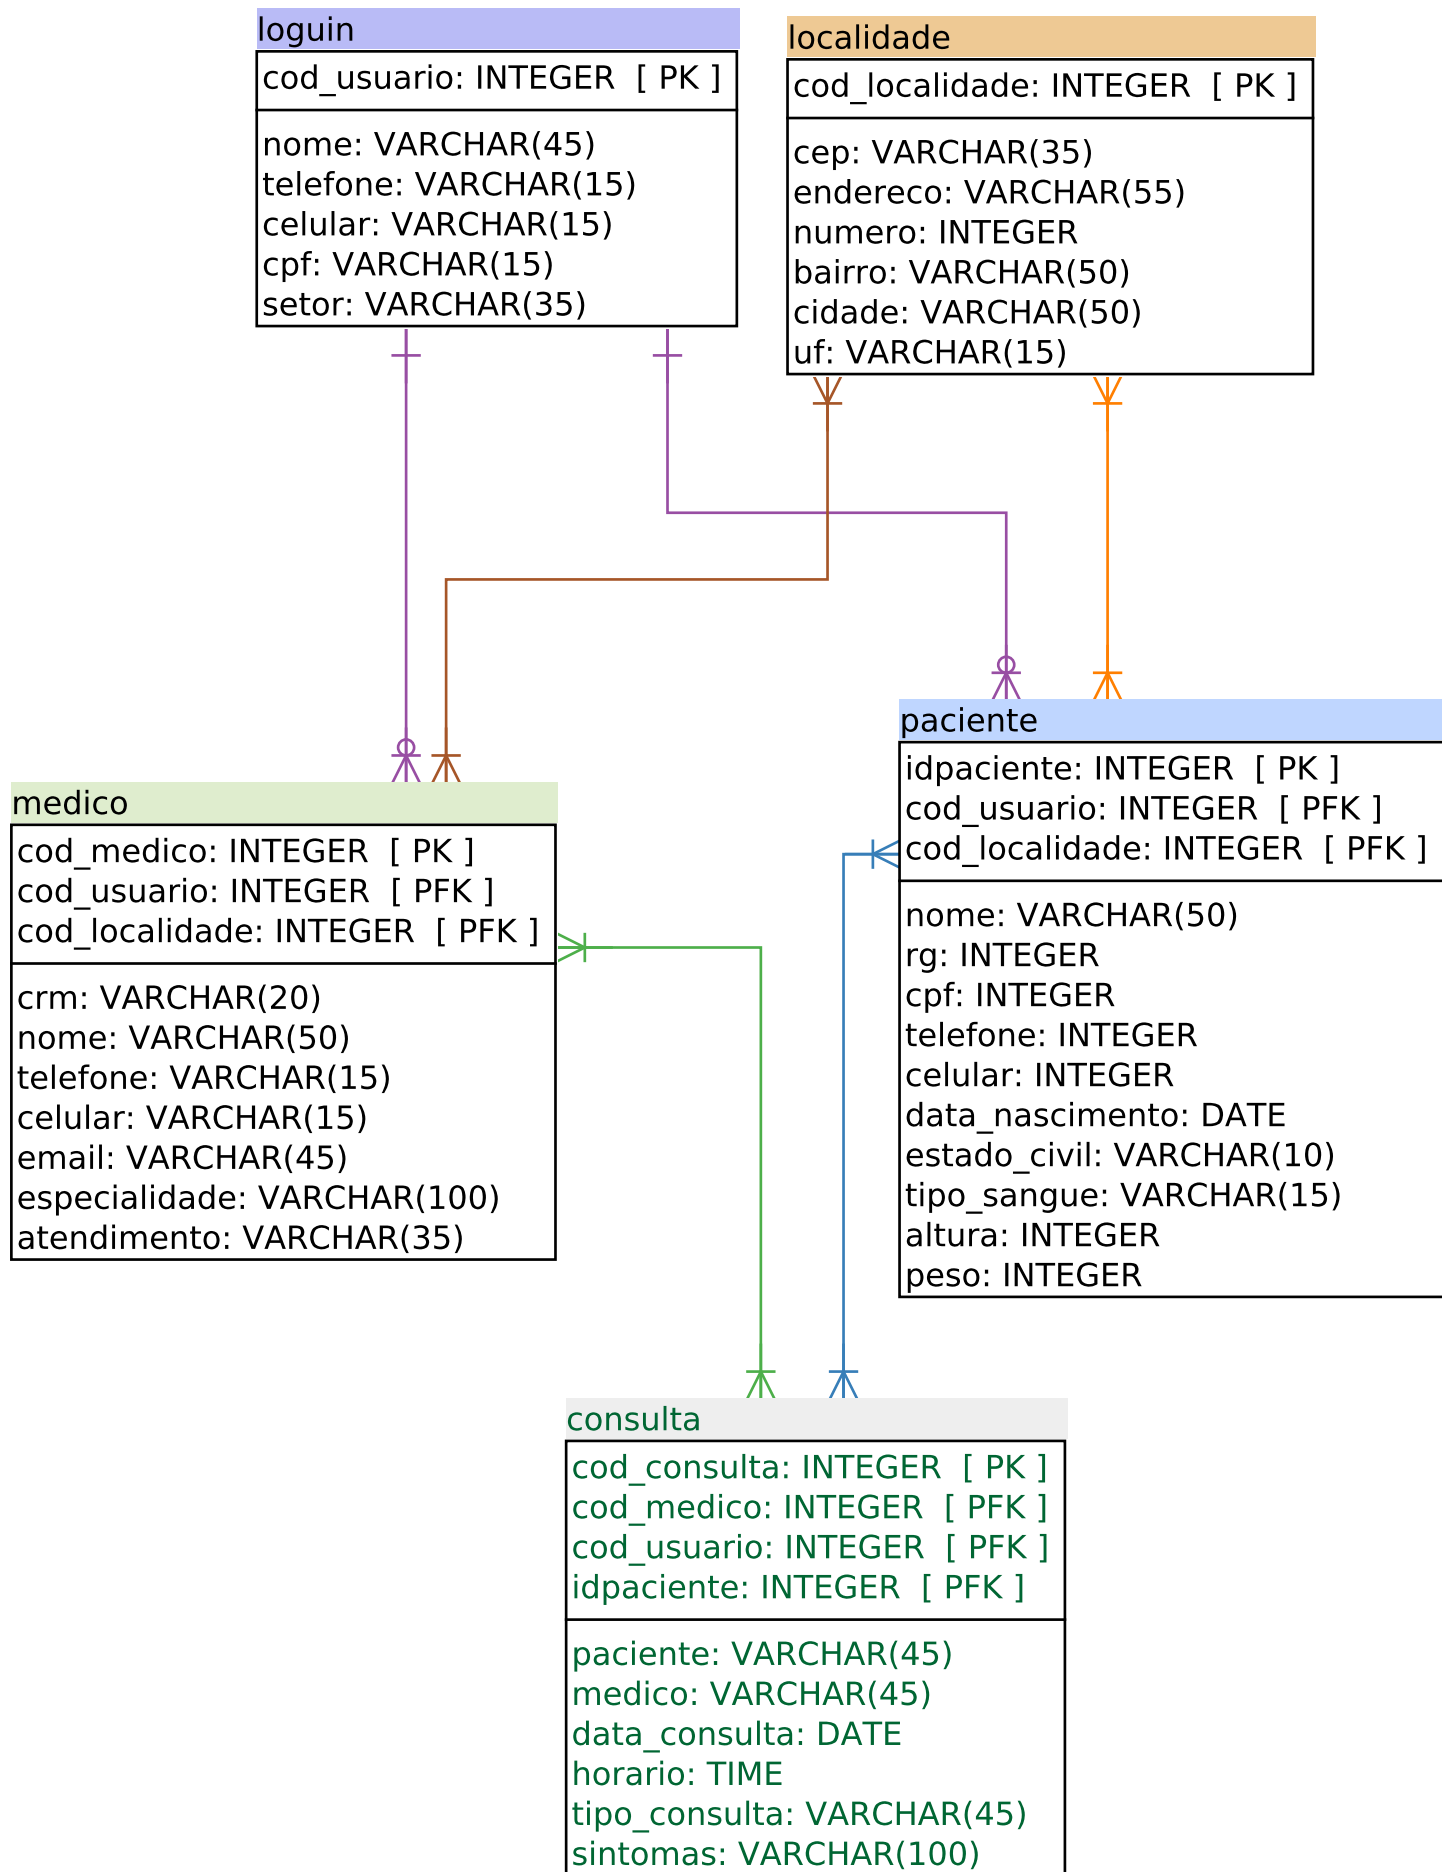 loguin
cod_usuario: INTEGER  [ PK ]
nome: VARCHAR(45)
telefone: VARCHAR(15)
celular: VARCHAR(15)
cpf: VARCHAR(15)
setor: VARCHAR(35)
localidade
cod_localidade: INTEGER  [ PK ]
cep: VARCHAR(35)
endereco: VARCHAR(55)
numero: INTEGER
bairro: VARCHAR(50)
cidade: VARCHAR(50)
uf: VARCHAR(15)
medico
cod_medico: INTEGER  [ PK ]
cod_usuario: INTEGER  [ PFK ]
cod_localidade: INTEGER  [ PFK ]
crm: VARCHAR(20)
nome: VARCHAR(50)
telefone: VARCHAR(15)
celular: VARCHAR(15)
email: VARCHAR(45)
especialidade: VARCHAR(100)
atendimento: VARCHAR(35)
paciente
idpaciente: INTEGER  [ PK ]
cod_usuario: INTEGER  [ PFK ]
cod_localidade: INTEGER  [ PFK ]
nome: VARCHAR(50)
rg: INTEGER
cpf: INTEGER
telefone: INTEGER
celular: INTEGER
data_nascimento: DATE
estado_civil: VARCHAR(10)
tipo_sangue: VARCHAR(15)
altura: INTEGER
peso: INTEGER
consulta
cod_consulta: INTEGER  [ PK ]
cod_medico: INTEGER  [ PFK ]
cod_usuario: INTEGER  [ PFK ]
idpaciente: INTEGER  [ PFK ]
paciente: VARCHAR(45)
medico: VARCHAR(45)
data_consulta: DATE
horario: TIME
tipo_consulta: VARCHAR(45)
sintomas: VARCHAR(100)